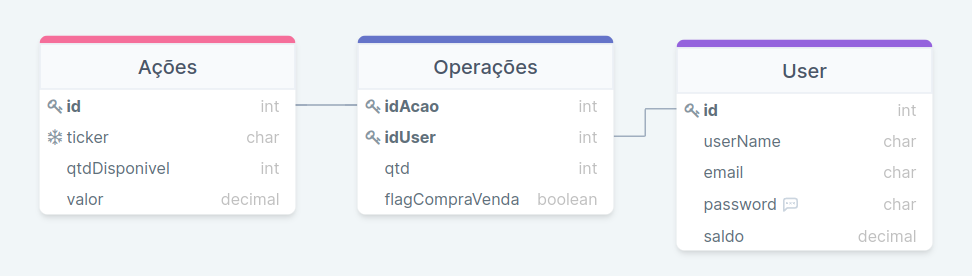 Ações
id int
ticker char
qtdDisponivel int
valor decimal
Operações
idAcao int
idUser int
qtd int
flagCompraVenda boolean
User
id int
userName char
email char
password char
saldo decimal